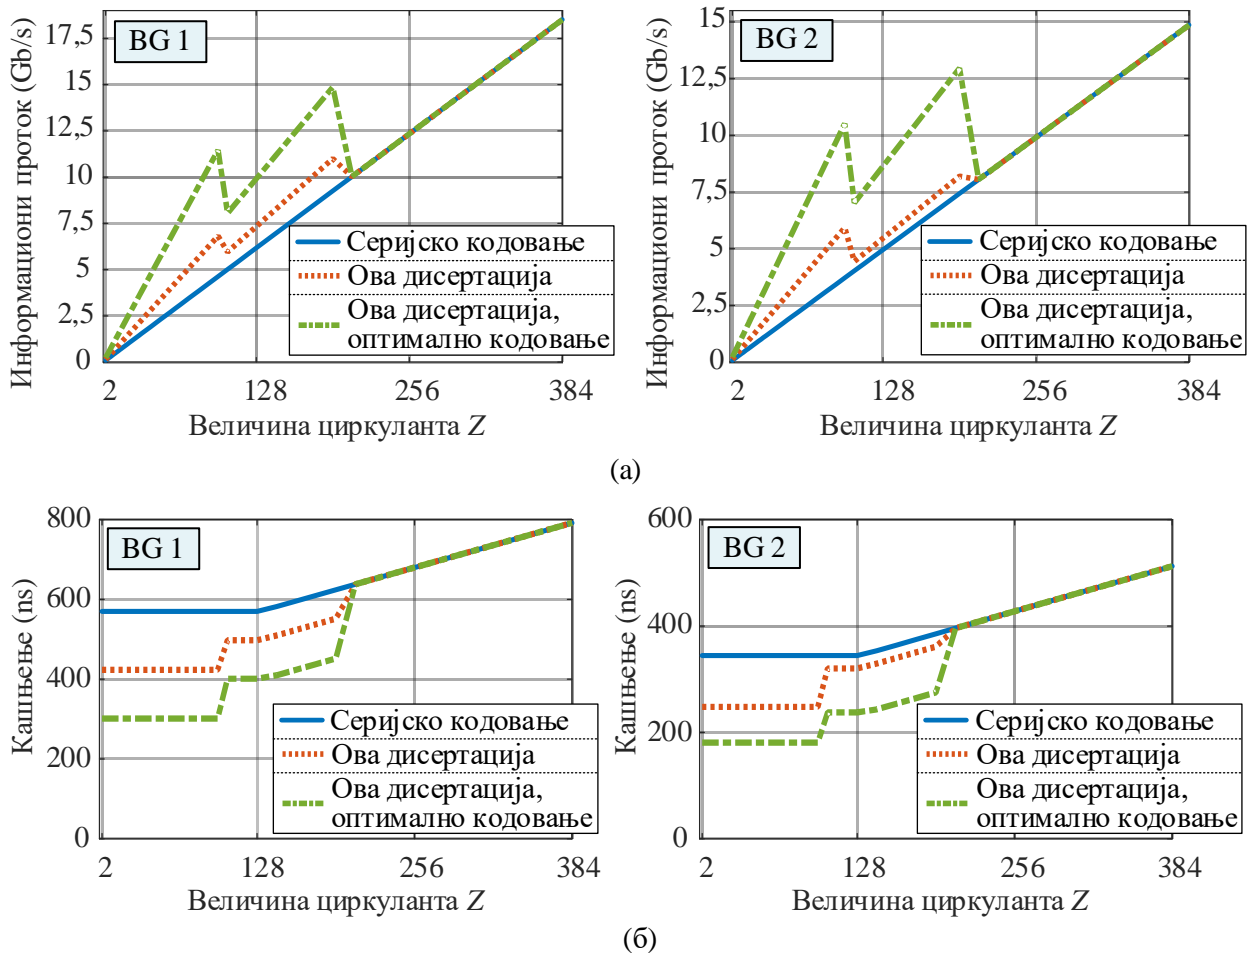 Информациони проток (Gb/s)
17,5
15
12,5
10
7,5
5
2,5
0
BG 1
Серијско кодовање
Ова дисертација
Ова дисертација,
оптимално кодовање
2 128 256 384
Величина циркуланта Z
Информациони проток (Gb/s)
15
12,5
10
7,5
5
2,5
0
BG 2
Серијско кодовање
Ова дисертација
Ова дисертација,
оптимално кодовање
2 128 256 384
Величина циркуланта Z
(а)
Кашњење (ns)
800
600
400
200
0
BG 1
Серијско кодовање
Ова дисертација
Ова дисертација,
оптимално кодовање
2 128 256 384
Величина циркуланта Z
Кашњење (ns)
600
400
200
0
BG 2
Серијско кодовање
Ова дисертација
Ова дисертација,
оптимално кодовање
2 128 256 384
Величина циркуланта Z
(б)